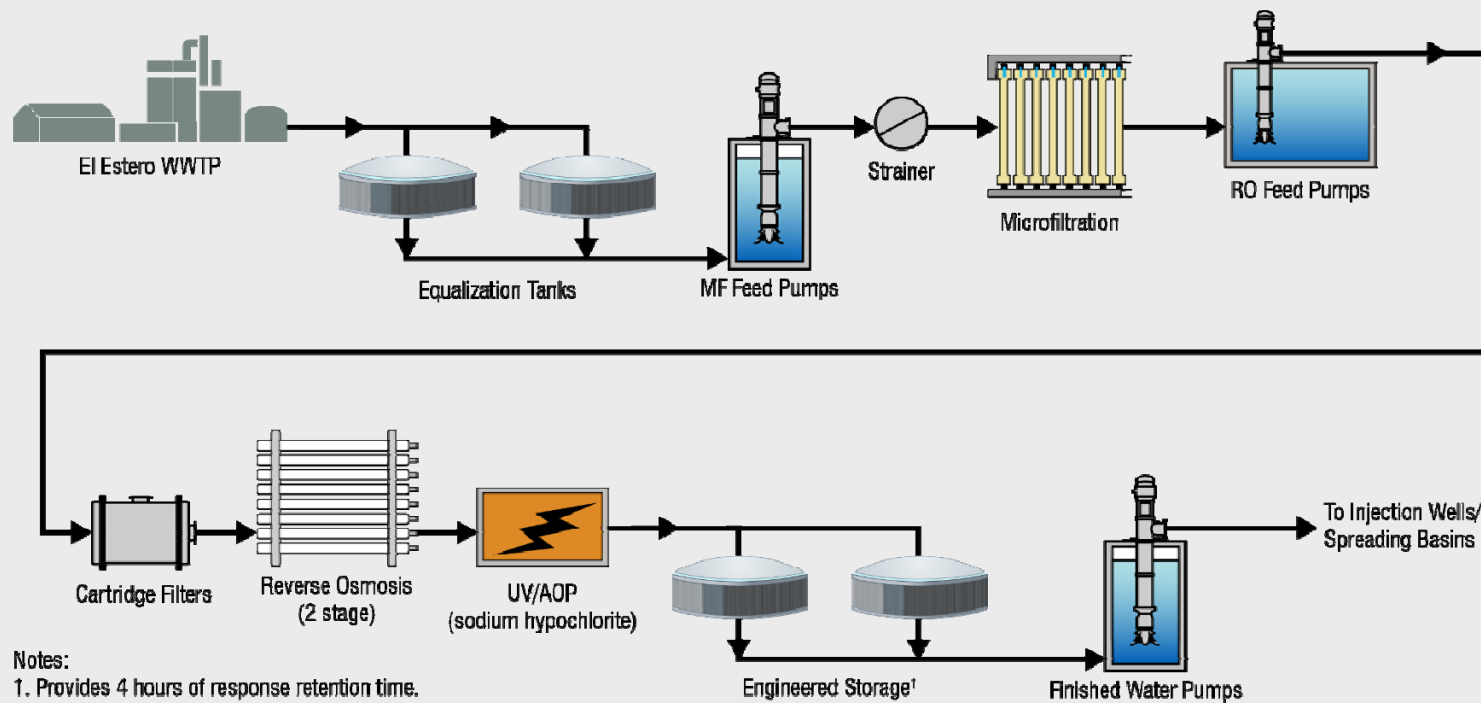 El Estero WWTP
Equalization Tanks
MF Feed Pumps
Strainer
Microfiltration
RO Feed Pumps
Cartridge Filters
Reverse Osmosis
(2 stage)
UV/AOP
(sodium hypochlorite)
Engineered Storage¹
Finished Water Pumps
To Injection Wells/
Spreading Basins
Notes:
1. Provides 4 hours of response retention time.